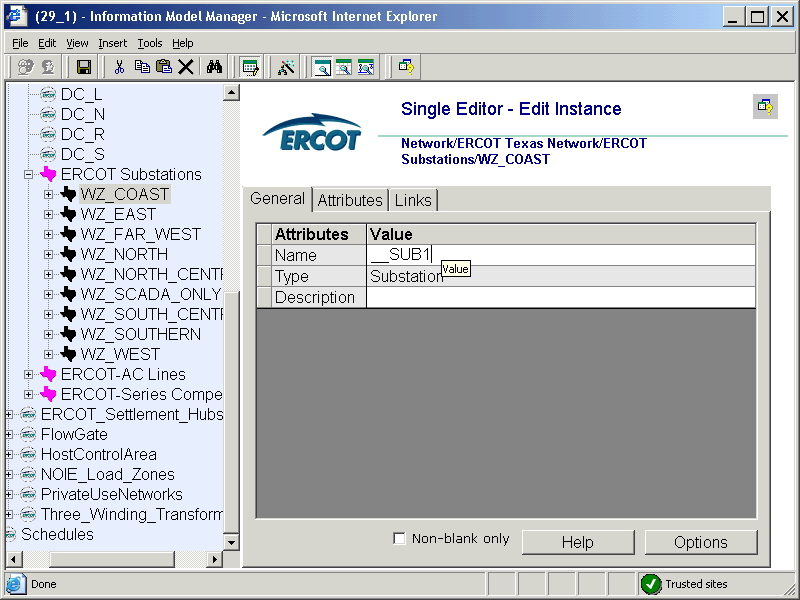 (29_1) - Information Model Manager - Microsoft Internet Explorer
File Edit View Insert Tools Help
DC_L
DC_N
DC_R
DC_S
ERCOT Substations
WZ_COAST
WZ_EAST
WZ_FAR_WEST
WZ_NORTH
WZ_NORTH_CENTR
WZ_SCADA_ONLY
WZ_SOUTH_CENTR
WZ_SOUTHERN
WZ_WEST
ERCOT-AC Lines
ERCOT-Series Compe
ERCOT_Settlement_Hubs
FlowGate
HostControlArea
NOIE_Load_Zones
PrivateUseNetworks
Three_Winding_Transform
Schedules
ERCOT
Single Editor - Edit Instance
Network/ERCOT Texas Network/ERCOT
Substations/WZ_COAST
General Attributes Links
Attributes Value
Name __SUB1
Value
Type Substation
Description
Non-blank only Help Options
Done Trusted sites